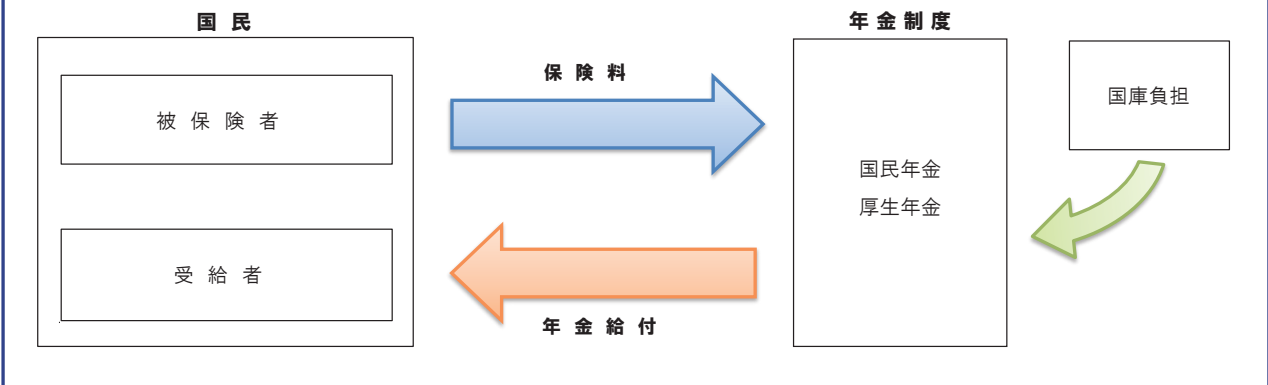 国民
被保険者
受給者
保険料
年金給付
年金制度
国民年金
厚生年金
国庫負担